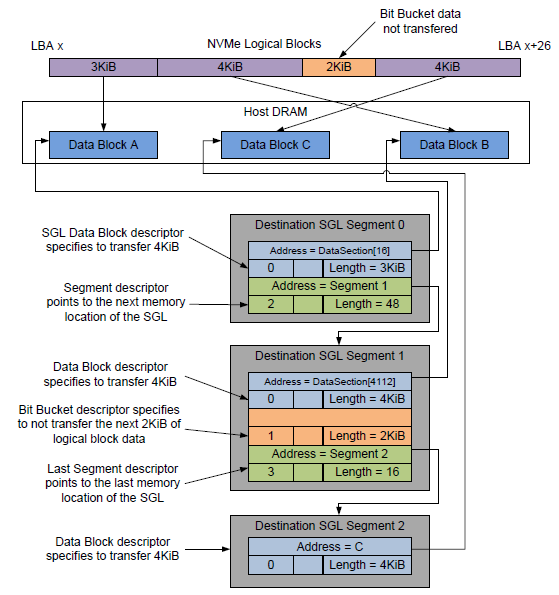 Bit Bucket data
not transfered
LBA x
NVMe Logical Blocks
LBA x+26
3KiB
4KiB
2KiB
4KiB
Host DRAM
Data Block A
Data Block C
Data Block B
Destination SGL Segment 0
SGL Data Block descriptor
specifies to transfer 4KiB
Address = DataSection[16]
0
Length = 3KiB
Segment descriptor
points to the next memory
location of the SGL
Address = Segment 1
2
Length = 48
Destination SGL Segment 1
Data Block descriptor
specifies to transfer 4KiB
Address = DataSection[4112]
0
Length = 4KiB
Bit Bucket descriptor specifies
to not transfer the next 2KiB of
logical block data
1
Length = 2KiB
Last Segment descriptor
points to the last memory
location of the SGL
Address = Segment 2
3
Length = 16
Destination SGL Segment 2
Data Block descriptor
specifies to transfer 4KiB
Address = C
0
Length = 4KiB